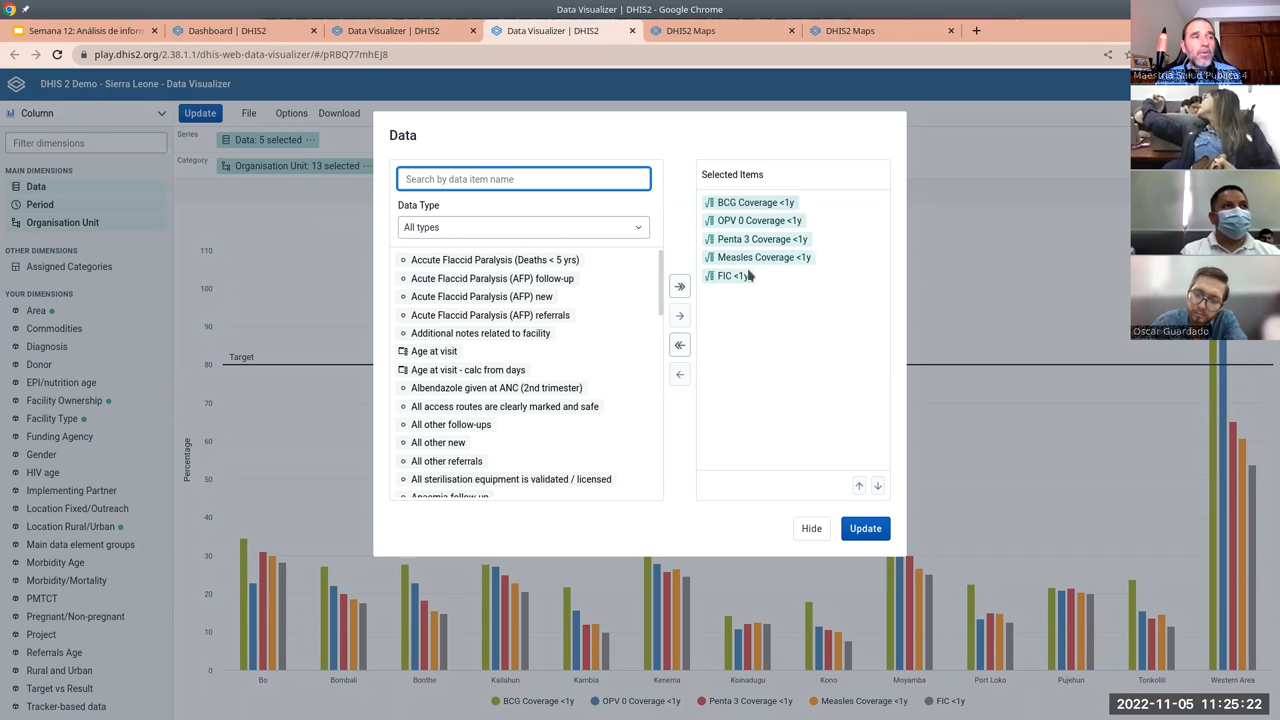 Data Visualizer | DHIS2 - Google Chrome
Semana 12: Análisis de infor
Dashboard | DHIS2
Data Visualizer | DHIS2
Data Visualizer | DHIS2
DHIS2 Maps
DHIS2 Maps
play.dhis2.org/2.38.1.1/dhis-web-data-visualizer/#/pRBQ77mhEJ8
DHIS 2 Demo - Sierra Leone - Data Visualizer
Column
Update
File
Options
Download
Filter dimensions
MAIN DIMENSIONS
Data
Period
Organisation Unit
OTHER DIMENSIONS
Assigned Categories
YOUR DIMENSIONS
Area
Commodities
Diagnosis
Donor
EPI/nutrition age
Facility Ownership
Facility Type
Funding Agency
Gender
HIV age
Implementing Partner
Location Fixed/Outreach
Location Rural/Urban
Main data element groups
Morbidity Age
Morbidity/Mortality
PMTCT
Pregnant/Non-pregnant
Project
Referrals Age
Rural and Urban
Target vs Result
Tracker-based data
Series
Data: 5 selected
Category
Organisation Unit: 13 selected
Data
Search by data item name
Data Type
All types
Accute Flaccid Paralysis (Deaths < 5 yrs)
Acute Flaccid Paralysis (AFP) follow-up
Acute Flaccid Paralysis (AFP) new
Acute Flaccid Paralysis (AFP) referrals
Additional notes related to facility
Age at visit
Age at visit - calc from days
Albendazole given at ANC (2nd trimester)
All access routes are clearly marked and safe
All other follow-ups
All other new
All other referrals
All sterilisation equipment is validated / licensed
Anaemia follow up
Selected Items
BCG Coverage <1y
OPV 0 Coverage <1y
Penta 3 Coverage <1y
Measles Coverage <1y
FIC <1y
Hide
Update
Percentage
110
100
90
80
70
60
50
40
30
20
10
0
Target
Bo
Bombali
Bonthe
Kailahun
Kambia
Kenema
Koinadugu
Kono
Moyamba
Port Loko
Pujehun
Tonkolili
Western Area
BCG Coverage <1y
OPV 0 Coverage <1y
Penta 3 Coverage <1y
Measles Coverage <1y
FIC <1y
Maestria Salud Publica 4
Oscar Guardado
2022-11-05 11:25:22